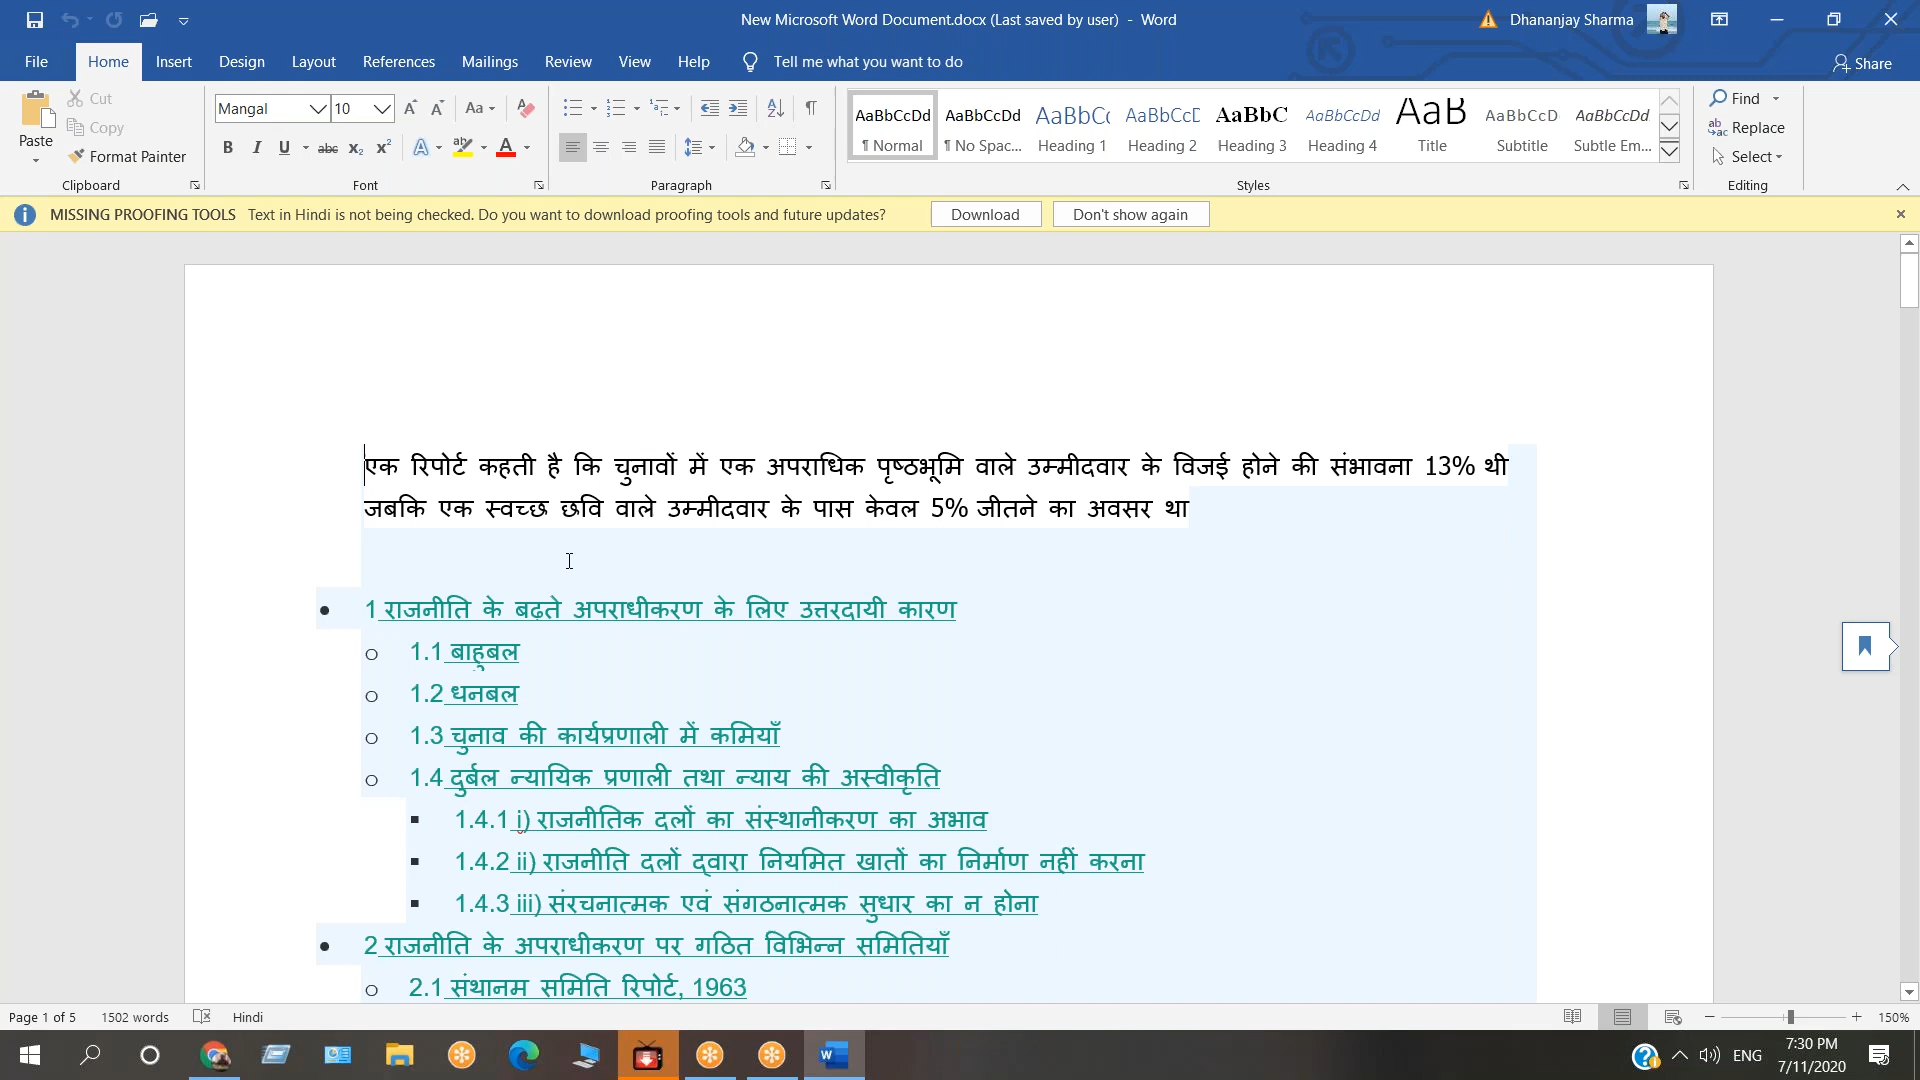 New Microsoft Word Document.docx (Last saved by user) - Word
Dhananjay Sharma
File Home Insert Design Layout References Mailings Review View Help Tell me what you want to do
Share
Paste
Cut
Copy
Format Painter
Clipboard
Mangal 10
Font
Paragraph
AaBbCcDd AaBbCcDd AaBbCc AaBbCcD AaBbC AaBbCcDd AaB AaBbCcD AaBbCcDd
¶ Normal ¶ No Spac... Heading 1 Heading 2 Heading 3 Heading 4 Title Subtitle Subtle Em...
Styles
Find
Replace
Select
Editing
MISSING PROOFING TOOLS Text in Hindi is not being checked. Do you want to download proofing tools and future updates? Download Don't show again
एक रिपोर्ट कहती है कि चुनावों में एक अपराधिक पृष्ठभूमि वाले उम्मीदवार के विजई होने की संभावना 13% थी
जबकि एक स्वच्छ छवि वाले उम्मीदवार के पास केवल 5% जीतने का अवसर था
1 राजनीति के बढ़ते अपराधीकरण के लिए उत्तरदायी कारण
1.1 बाहुबल
1.2 धनबल
1.3 चुनाव की कार्यप्रणाली में कमियाँ
1.4 दुर्बल न्यायिक प्रणाली तथा न्याय की अस्वीकृति
1.4.1 i) राजनीतिक दलों का संस्थानीकरण का अभाव
1.4.2 ii) राजनीति दलों द्वारा नियमित खातों का निर्माण नहीं करना
1.4.3 iii) संरचनात्मक एवं संगठनात्मक सुधार का न होना
2 राजनीति के अपराधीकरण पर गठित विभिन्न समितियाँ
2.1 संथानम समिति रिपोर्ट, 1963
Page 1 of 5 1502 words Hindi 150%
ENG
7:30 PM
7/11/2020